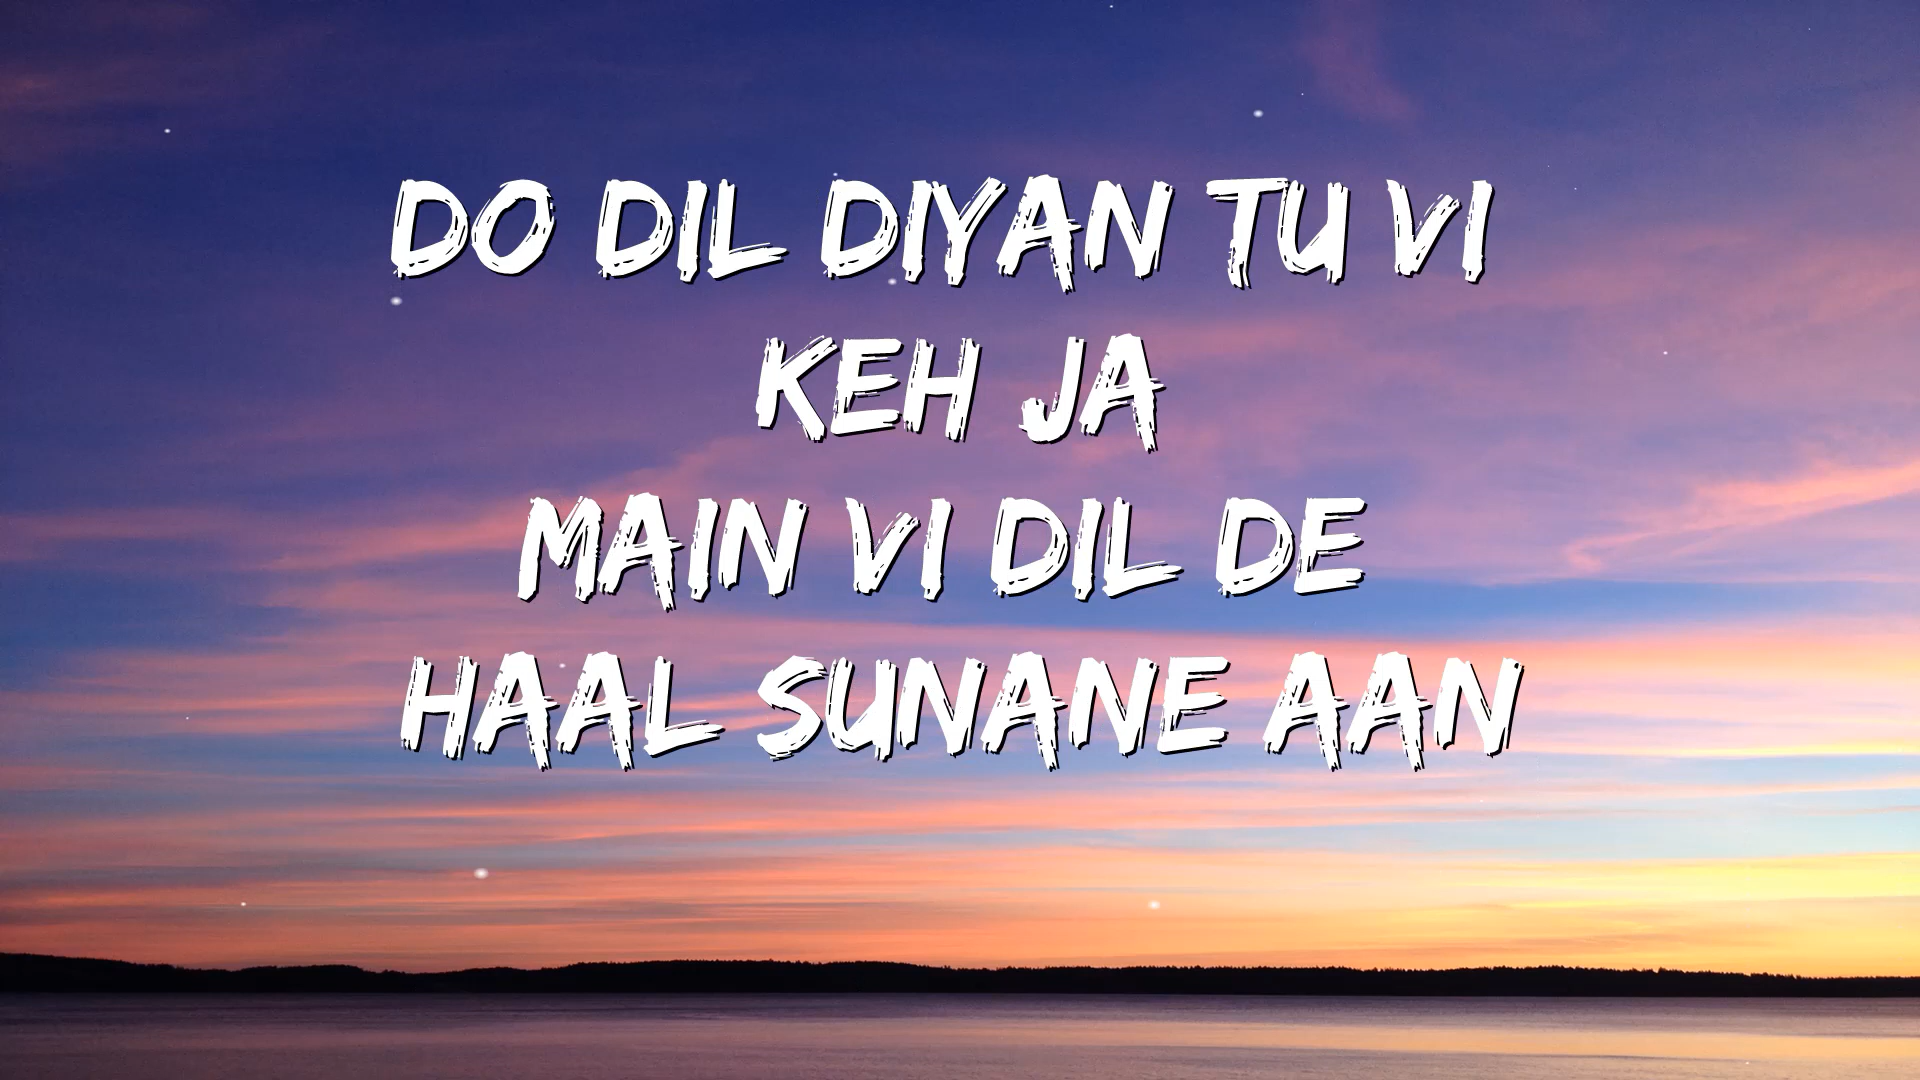 DO DIL DIYAN TU VI
KEH JA
MAIN VI DIL DE
HAAL SUNANE AAN